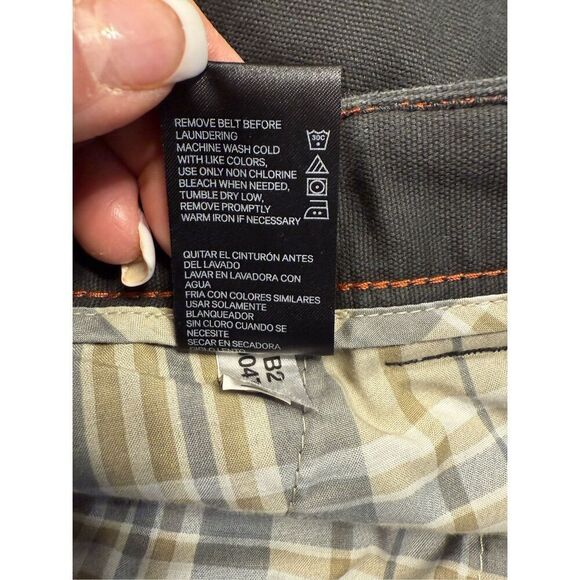 REMOVE BELT BEFORE
LAUNDERING
MACHINE WASH COLD
WITH LIKE COLORS,
USE ONLY NON CHLORINE
BLEACH WHEN NEEDED,
TUMBLE DRY LOW,
REMOVE PROMPTLY
WARM IRON IF NECESSARY
30C
QUITAR EL CINTURÓN ANTES
DEL LAVADO
LAVAR EN LAVADORA CON
AGUA
FRIA CON COLORES SIMILARES
USAR SOLAMENTE
BLANQUEADOR
SIN CLORO CUANDO SE
NECESITE
SECAR EN SECADORA
B2
04